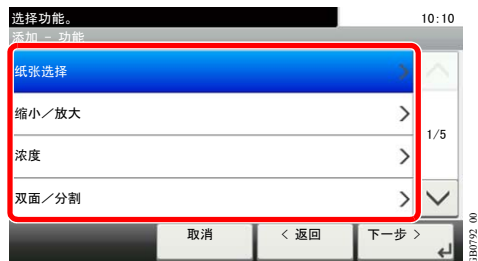 选择功能。 10:10
添加 - 功能
纸张选择
缩小／放大
1/5
浓度
双面／分割
取消 < 返回 下一步 >
GB0792_00